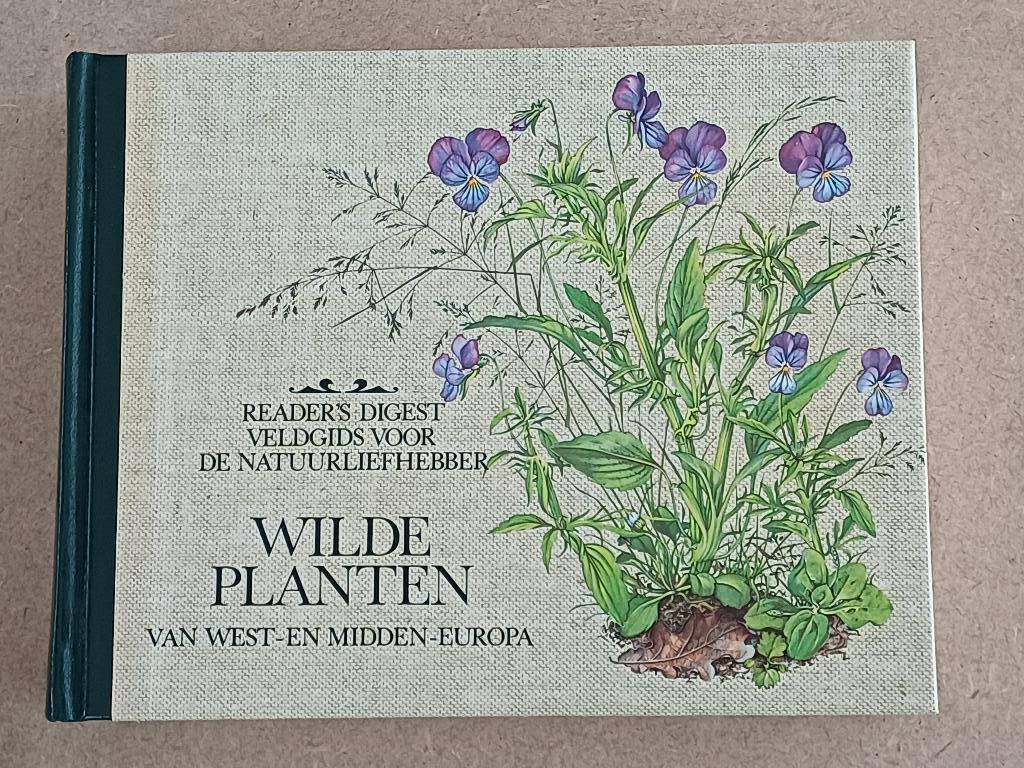 READER'S DIGEST
VELDGIDS VOOR
DE NATUURLIEFHEBBER
WILDE
PLANTEN
VAN WEST-EN MIDDEN-EUROPA